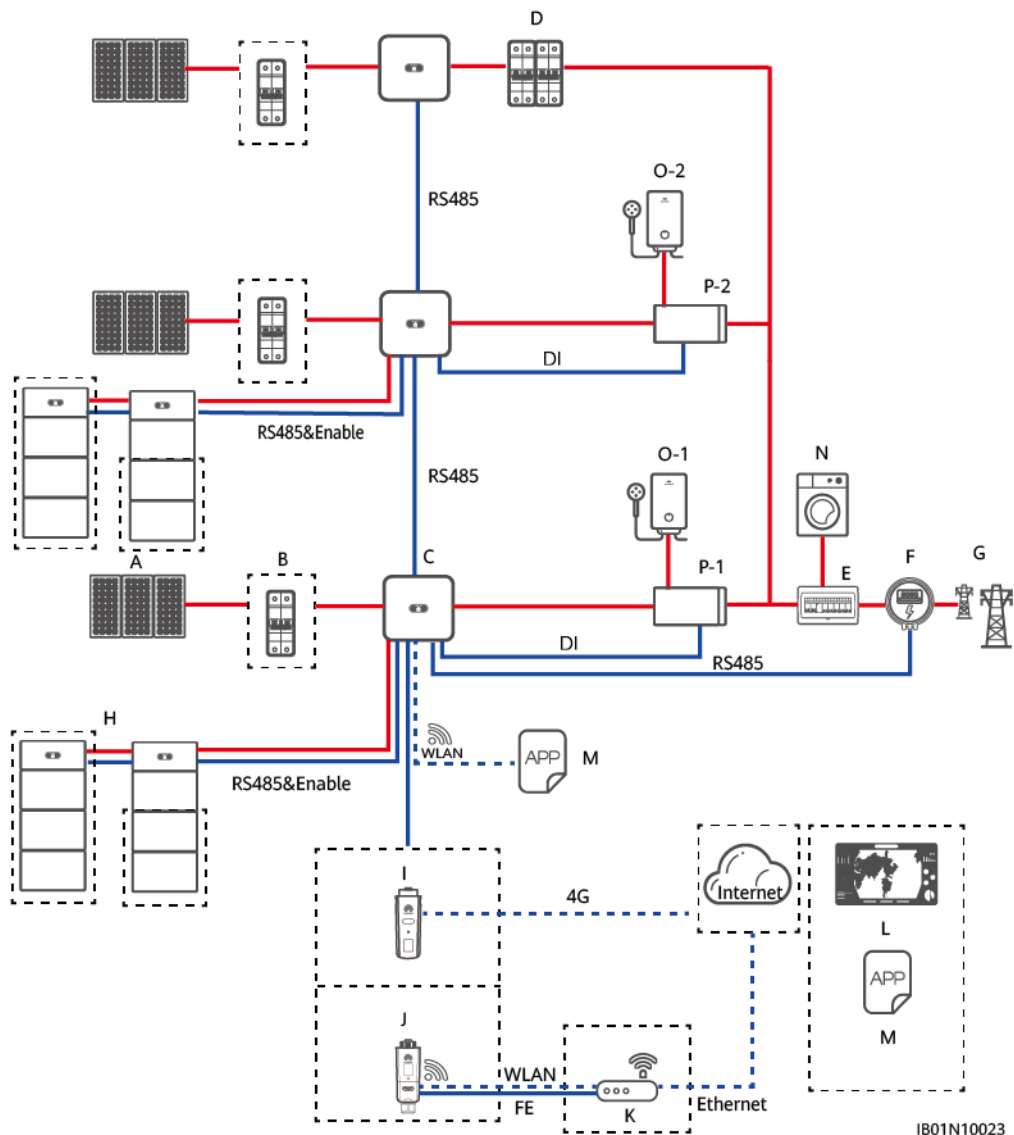 D
RS485
O-2
P-2
DI
RS485&Enable
RS485
O-1
N
A
B
C
P-1
E
F
G
DI
RS485
H
WLAN
APP
M
RS485&Enable
I
4G
Internet
L
APP
M
J
WLAN
FE
K
Ethernet
IB01N10023